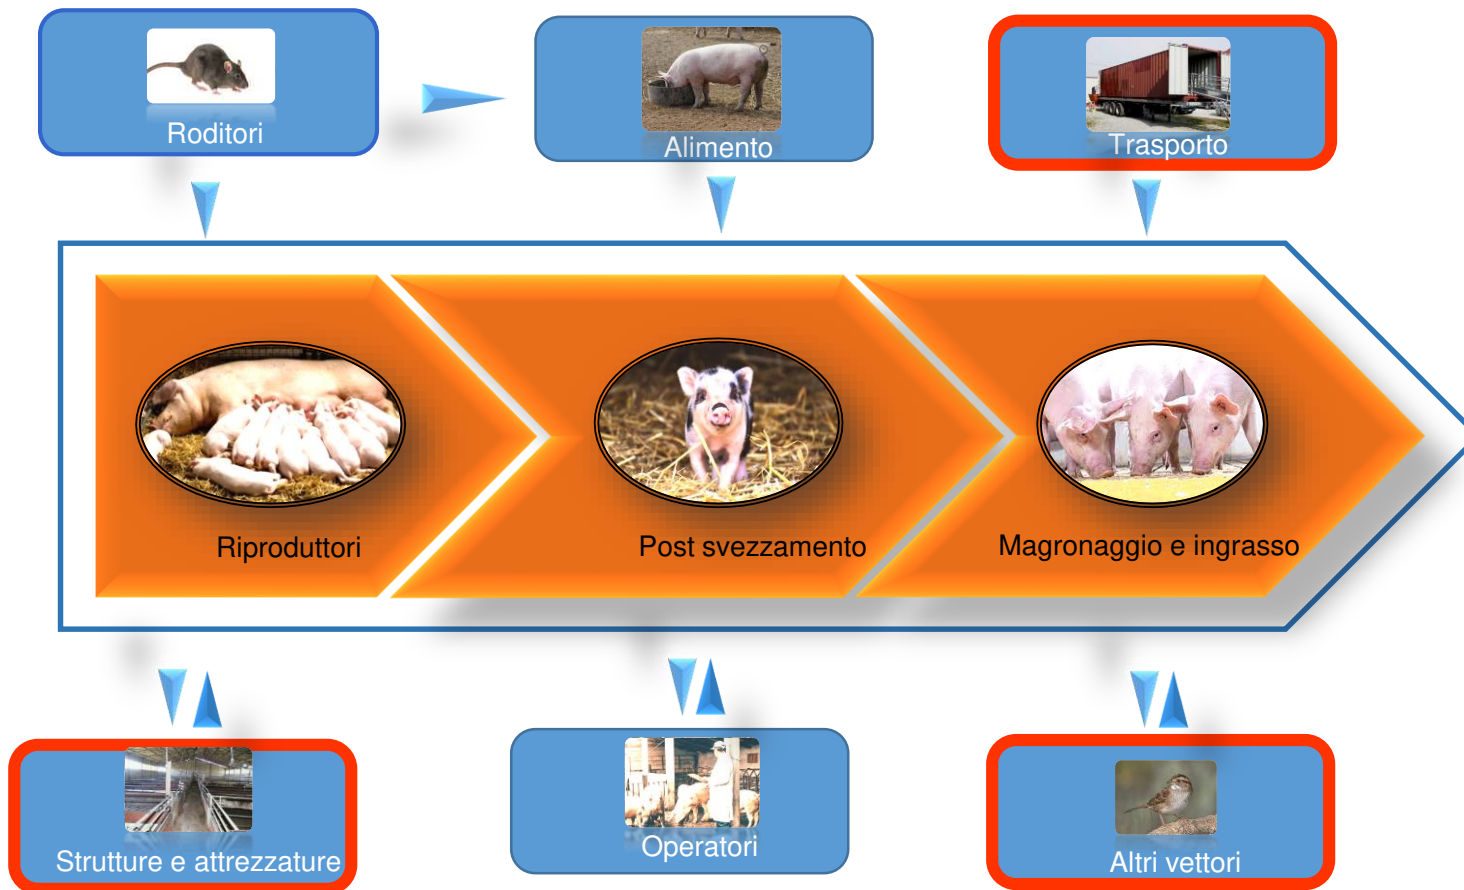 Roditori
Alimento
Trasporto
Riproduttori
Post svezzamento
Magronaggio e ingrasso
Strutture e attrezzature
Operatori
Altri vettori